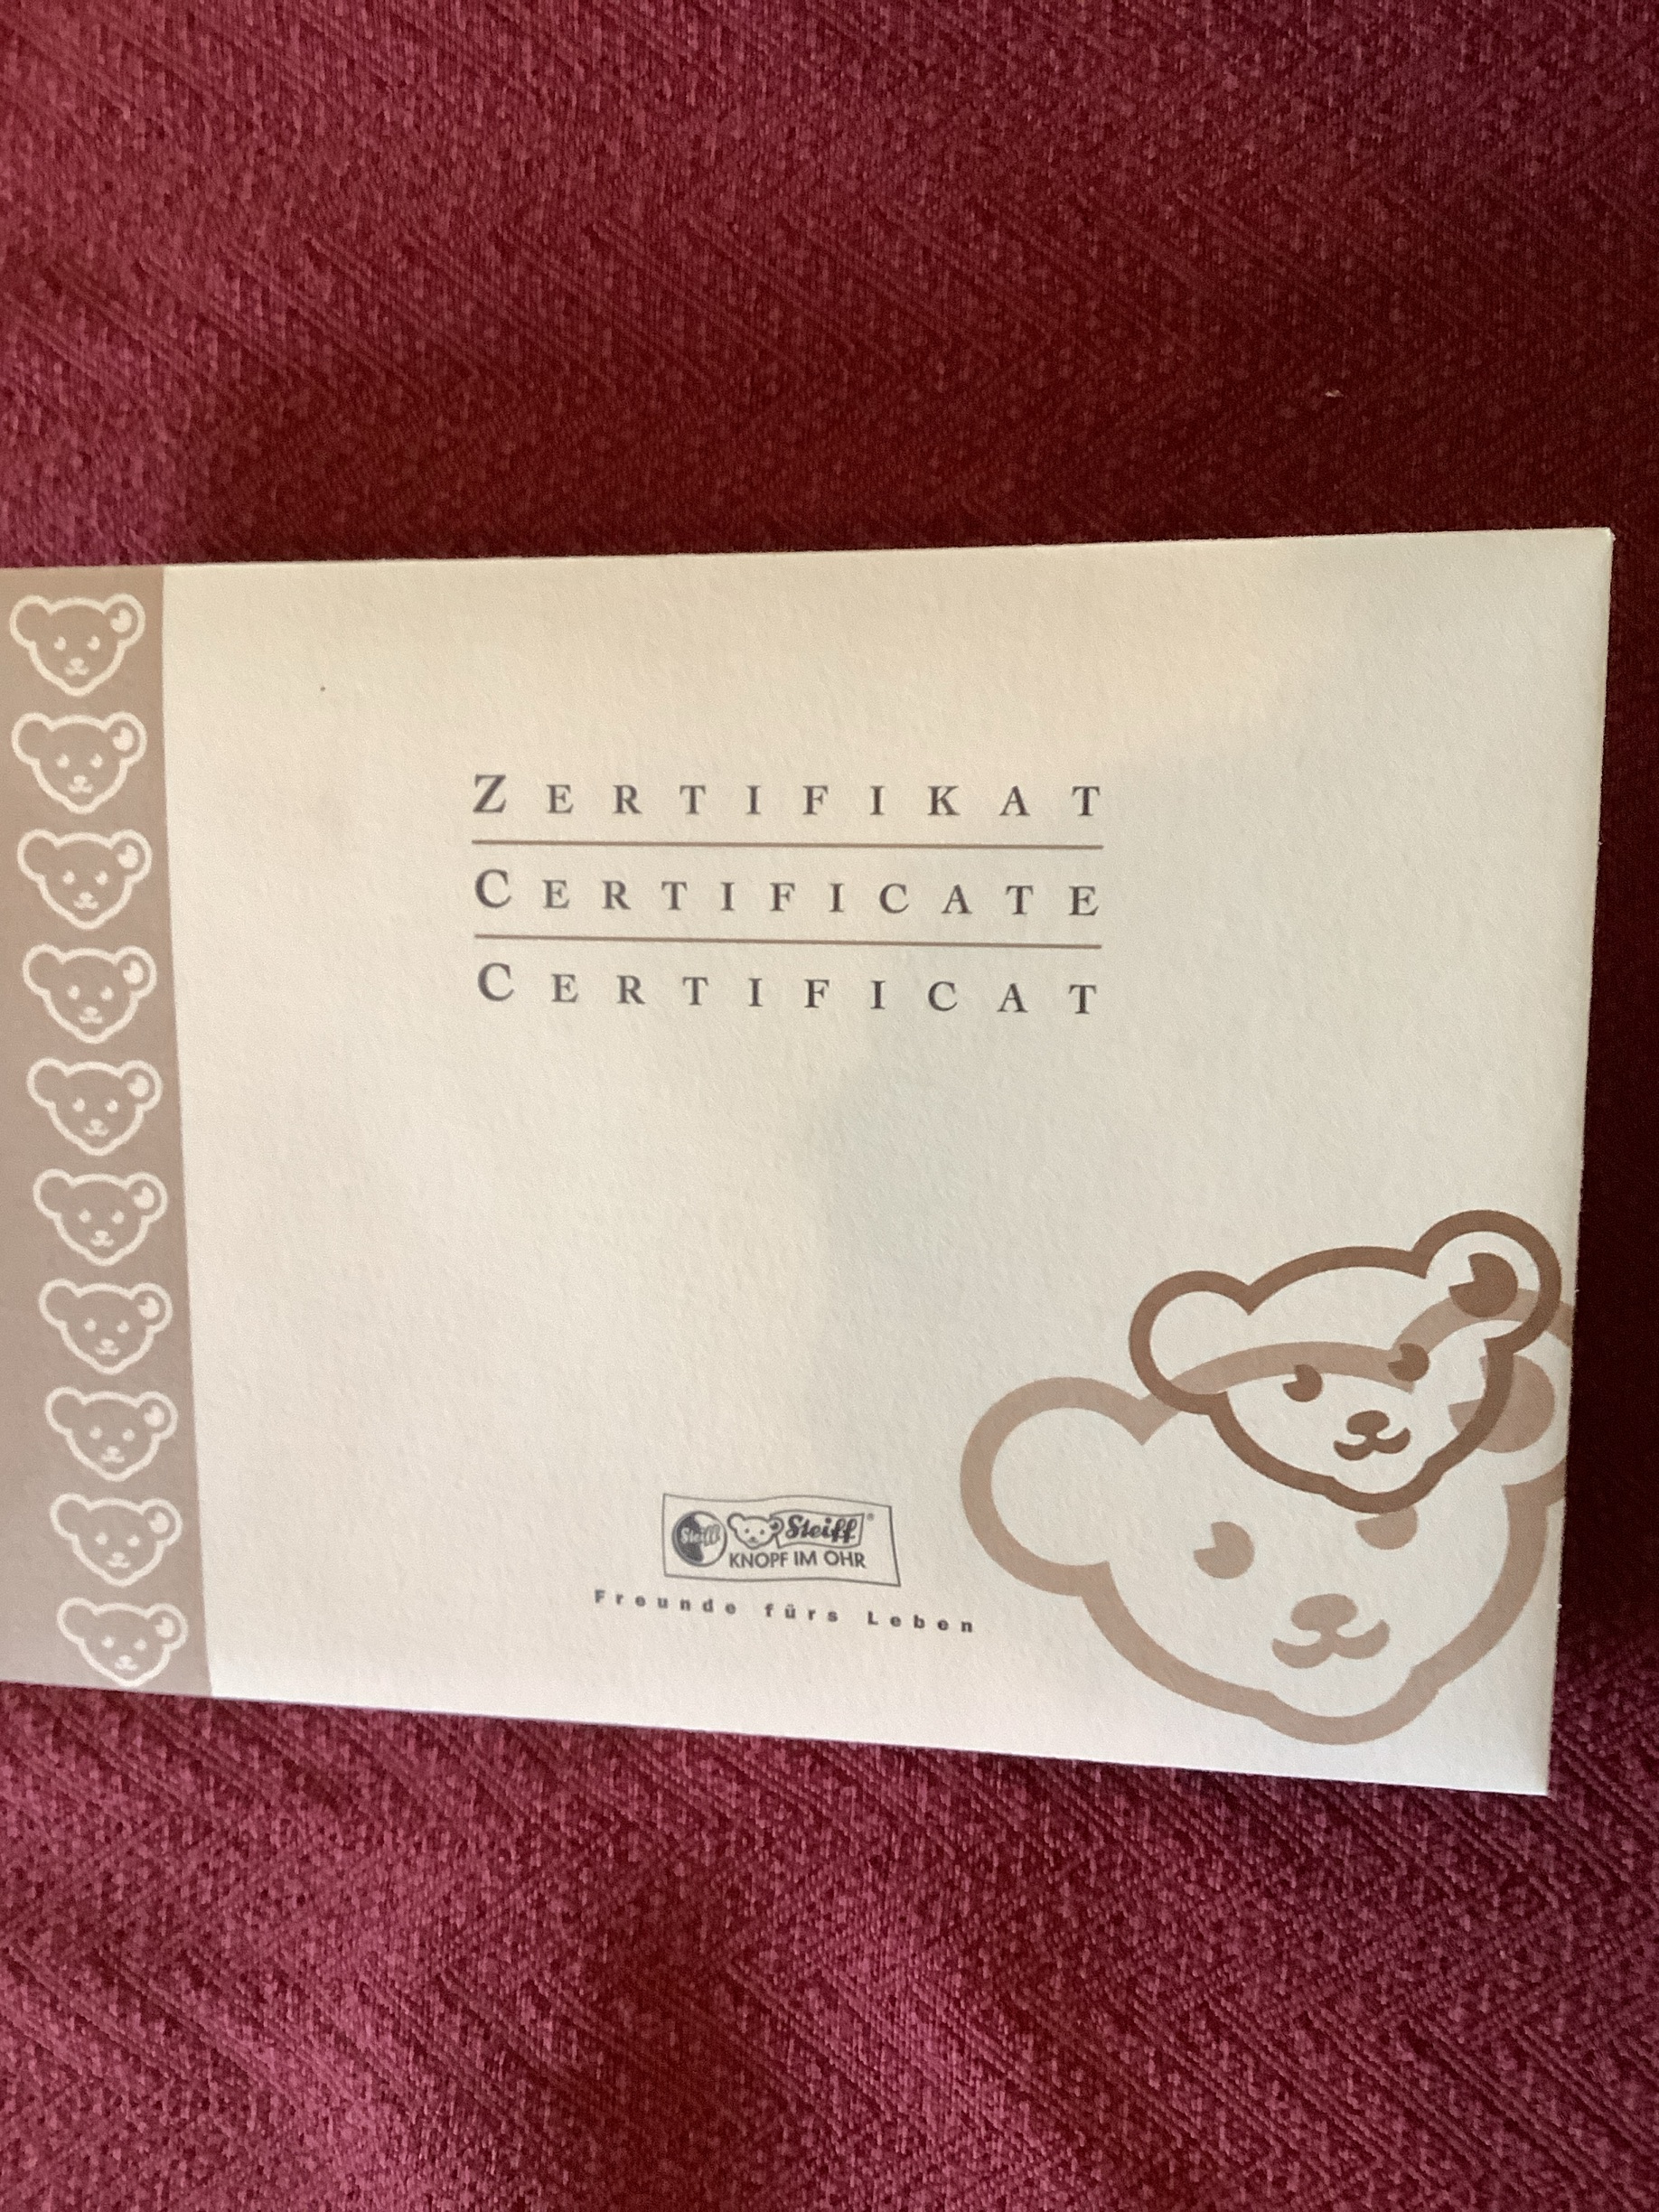 ZERTIFIKAT
CERTIFICATE
CERTIFICAT
Steiff Steiff®
KNOPF IM OHR
Freunde fürs Leben